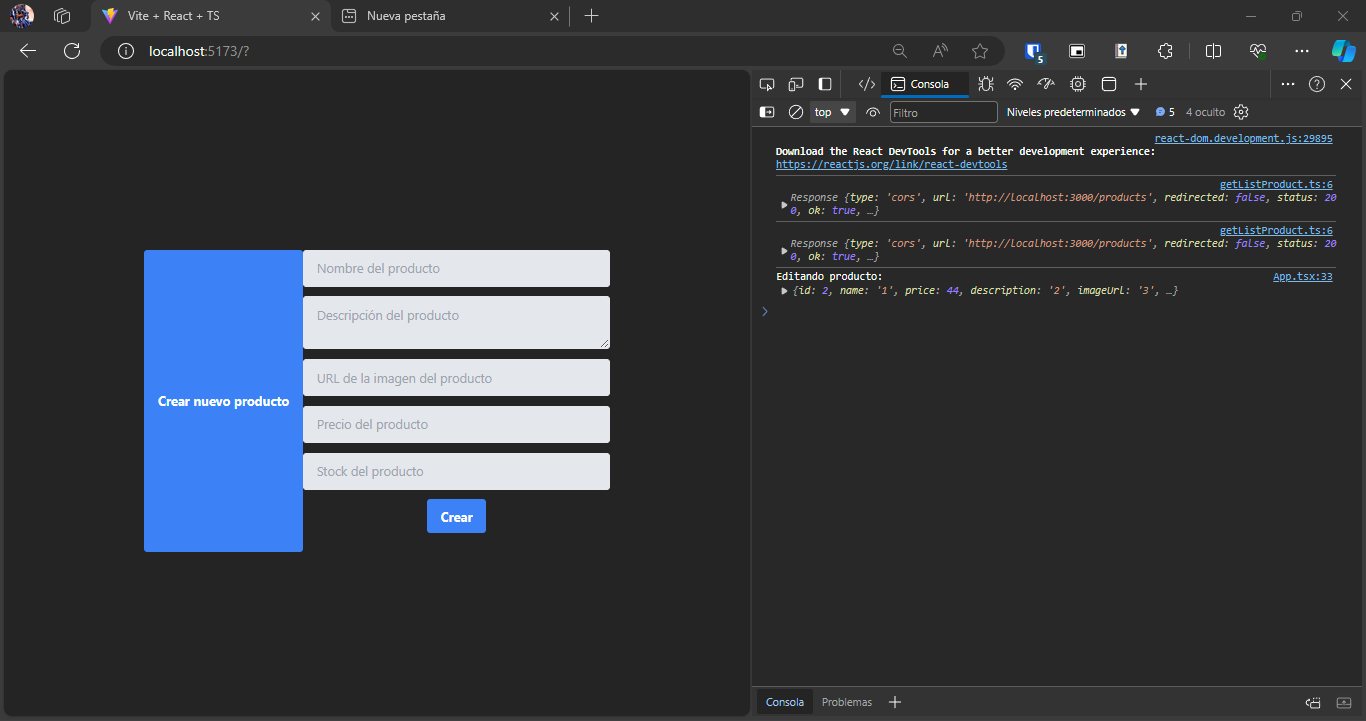 Vite + React + TS
Nueva pestaña
localhost:5173/?
5
Consola
top
Filtro
Niveles predeterminados
5
4 oculto
react-dom.development.js:29895
Download the React DevTools for a better development experience:
https://reactjs.org/link/react-devtools
getListProduct.ts:6
Response {type: 'cors', url: 'http://localhost:3000/products', redirected: false, status: 20
0, ok: true, …}
getListProduct.ts:6
Response {type: 'cors', url: 'http://localhost:3000/products', redirected: false, status: 20
0, ok: true, …}
Editando producto:
App.tsx:33
{id: 2, name: '1', price: 44, description: '2', imageUrl: '3', …}
Crear nuevo producto
Nombre del producto
Descripción del producto
URL de la imagen del producto
Precio del producto
Stock del producto
Crear
Consola
Problemas